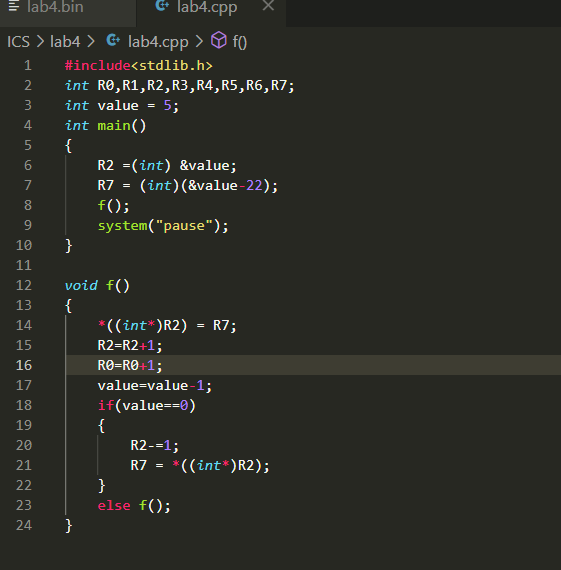 lab4.bin lab4.cpp
ICS > lab4 > lab4.cpp > f()
1 #include<stdlib.h>
2 int R0,R1,R2,R3,R4,R5,R6,R7;
3 int value = 5;
4 int main()
5 {
6 R2 =(int) &value;
7 R7 = (int)(&value-22);
8 f();
9 system("pause");
10 }
11
12 void f()
13 {
14 *((int*)R2) = R7;
15 R2=R2+1;
16 R0=R0+1;
17 value=value-1;
18 if(value==0)
19 {
20 R2-=1;
21 R7 = *((int*)R2);
22 }
23 else f();
24 }